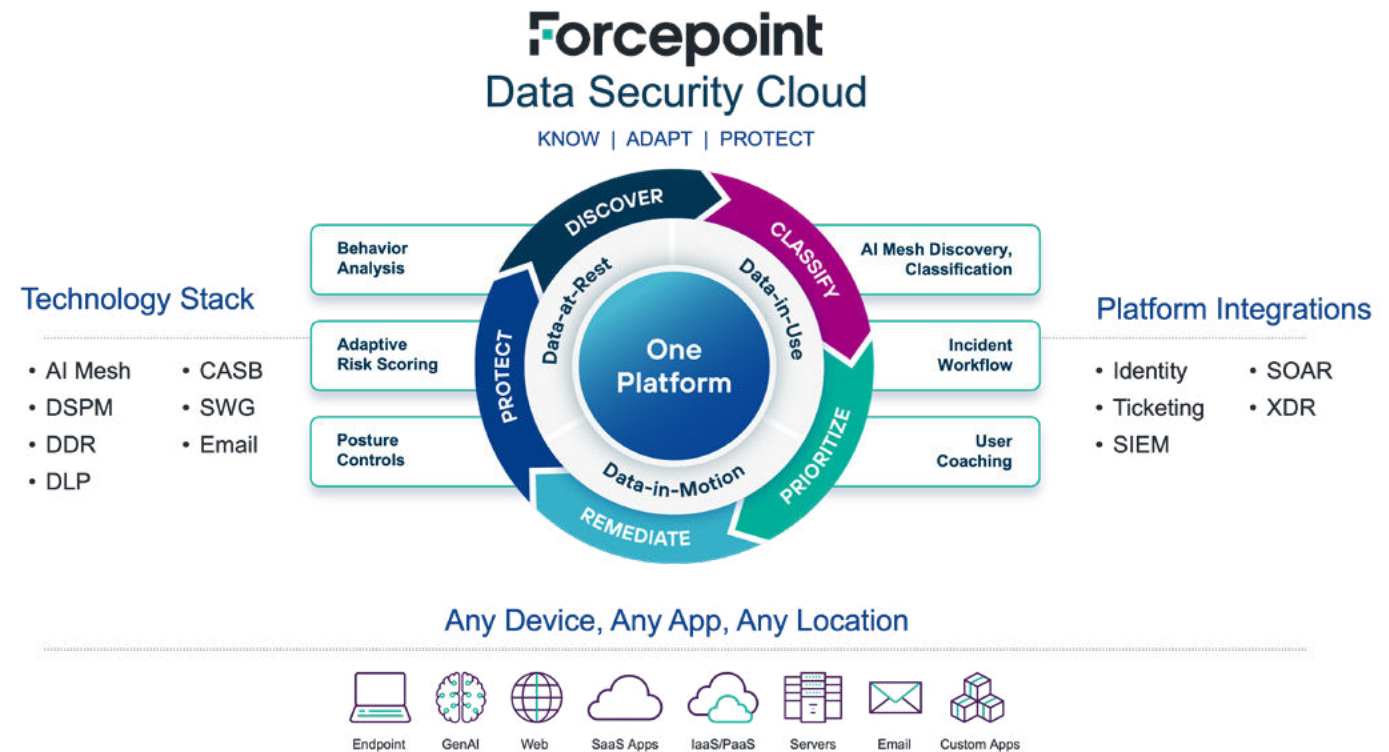 Forcepoint
Data Security Cloud
KNOW | ADAPT | PROTECT
DISCOVER
CLASSIFY
PRIORITIZE
REMEDIATE
PROTECT
Data-at-Rest
Data-in-Use
Data-in-Motion
One
Platform
Behavior
Analysis
Adaptive
Risk Scoring
Posture
Controls
AI Mesh Discovery,
Classification
Incident
Workflow
User
Coaching
Technology Stack
• AI Mesh
• DSPM
• DDR
• DLP
• CASB
• SWG
• Email
Platform Integrations
• Identity
• Ticketing
• SIEM
• SOAR
• XDR
Any Device, Any App, Any Location
Endpoint
GenAI
Web
SaaS Apps
IaaS/PaaS
Servers
Email
Custom Apps